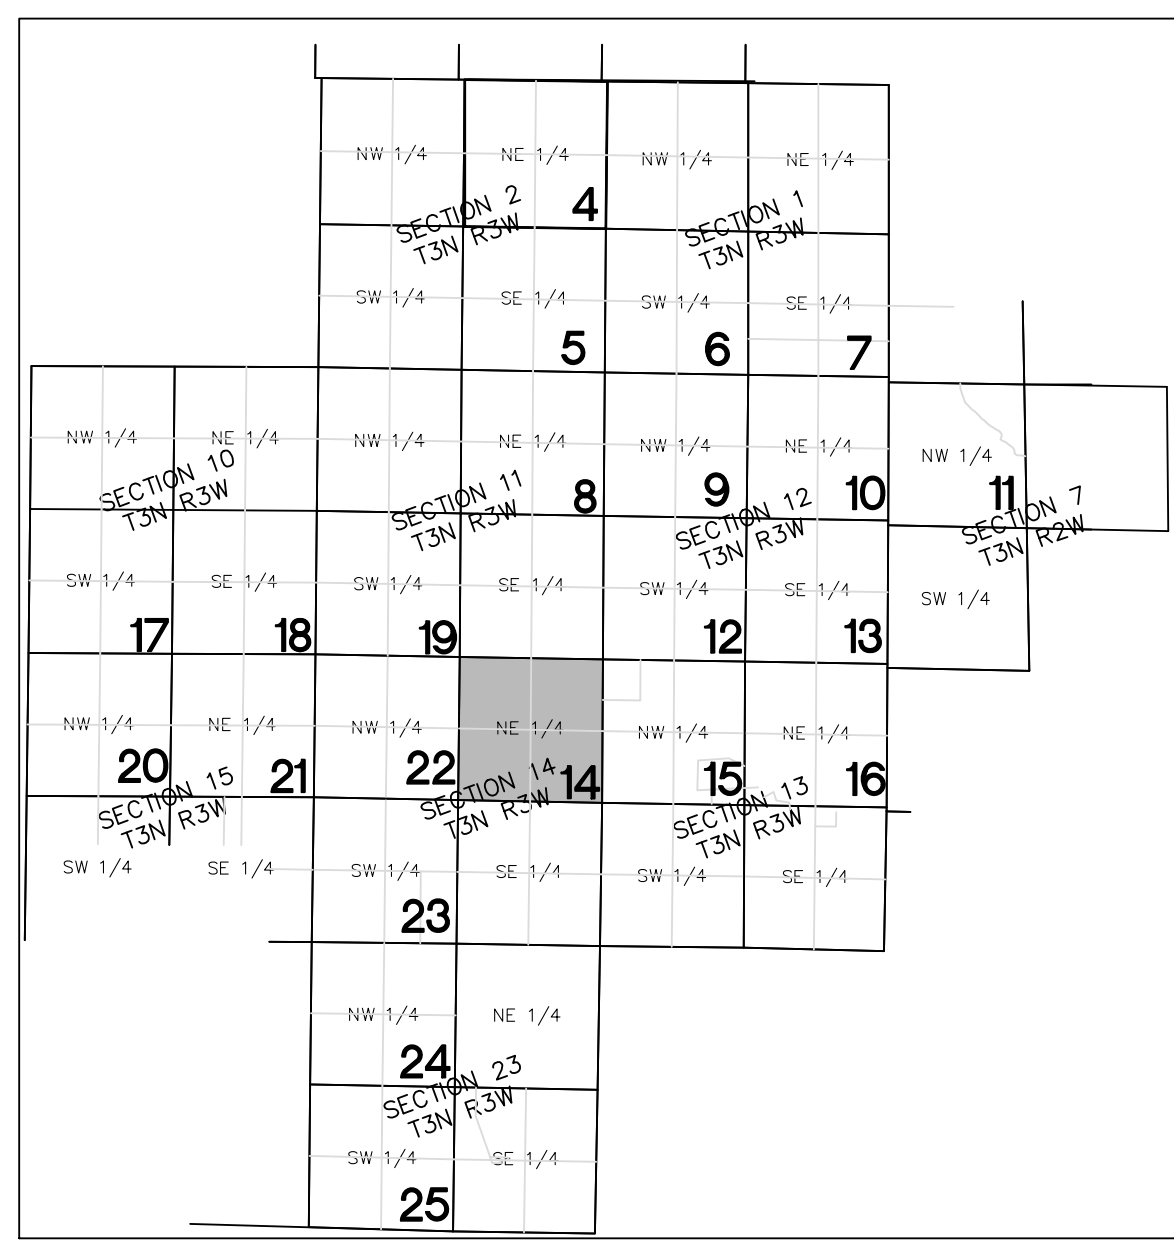 NW 1/4 NE 1/4 NW 1/4 NE 1/4
4
SECTION 2
T3N R3W
SECTION 1
T3N R3W
SW 1/4 SE 1/4 SW 1/4 SE 1/4
5 6 7
NW 1/4 NE 1/4 NW 1/4 NE 1/4 NW 1/4 NE 1/4 NW 1/4
8 9 10 11
SECTION 10
T3N R3W
SECTION 11
T3N R3W
SECTION 12
T3N R3W
SECTION 7
T3N R2W
SW 1/4 SE 1/4 SW 1/4 SE 1/4 SW 1/4 SE 1/4 SW 1/4
17 18 19 12 13
NW 1/4 NE 1/4 NW 1/4 NE 1/4 NW 1/4 NE 1/4
20 21 22 14 15 16
SECTION 15
T3N R3W
SECTION 14
T3N R3W
SECTION 13
T3N R3W
SW 1/4 SE 1/4 SW 1/4 SE 1/4 SW 1/4 SE 1/4
23
NW 1/4 NE 1/4
24
SECTION 23
T3N R3W
SW 1/4 SE 1/4
25